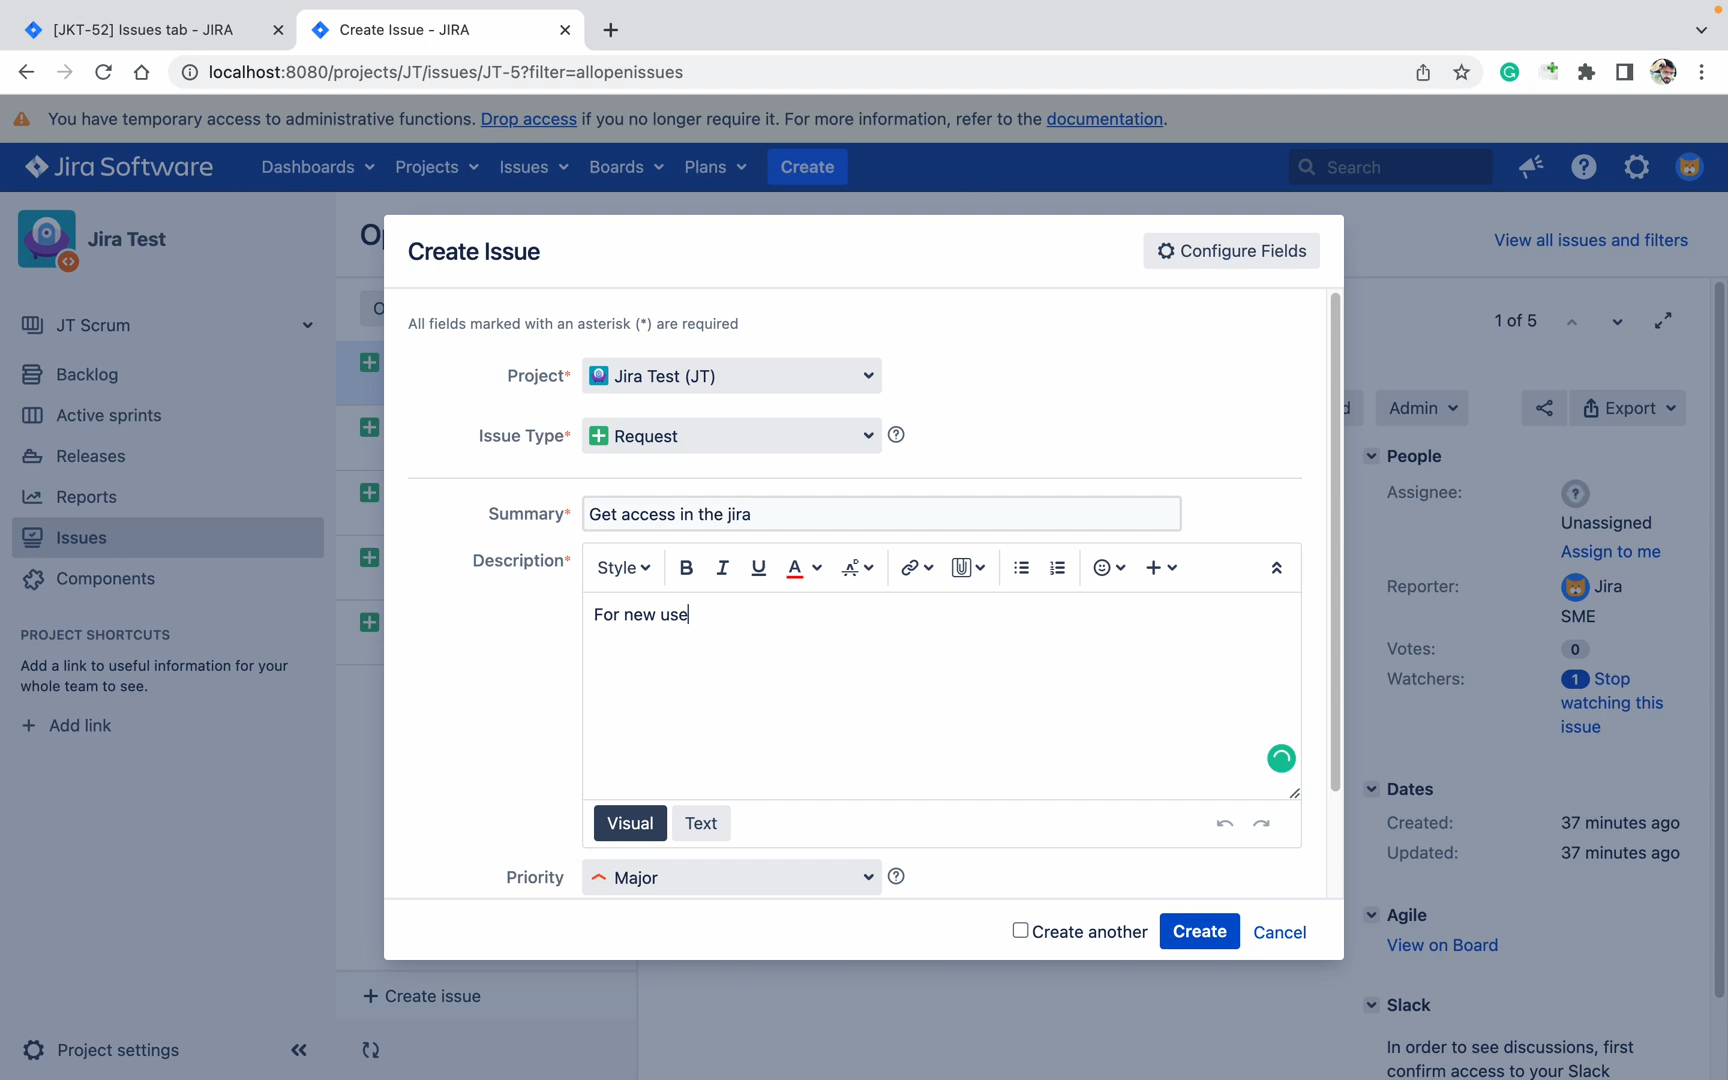 [JKT-52] Issues tab - JIRA
Create Issue - JIRA
localhost:8080/projects/JT/issues/JT-5?filter=allopenissues
You have temporary access to administrative functions. Drop access if you no longer require it. For more information, refer to the documentation.
Jira Software
Dashboards
Projects
Issues
Boards
Plans
Create
Search
Jira Test
JT Scrum
Backlog
Active sprints
Releases
Reports
Issues
Components
PROJECT SHORTCUTS
Add a link to useful information for your
whole team to see.
+ Add link
Project settings
View all issues and filters
Create Issue
Configure Fields
All fields marked with an asterisk (*) are required
Project*
Jira Test (JT)
Issue Type*
Request
Summary*
Get access in the jira
Description*
Style
B
I
U
A
For new use
Visual
Text
Priority
Major
Create another
Create
Cancel
+ Create issue
1 of 5
Admin
Export
People
Assignee:
Unassigned
Assign to me
Reporter:
Jira
SME
Votes:
0
Watchers:
1 Stop
watching this
issue
Dates
Created:
37 minutes ago
Updated:
37 minutes ago
Agile
View on Board
Slack
In order to see discussions, first
confirm access to your Slack